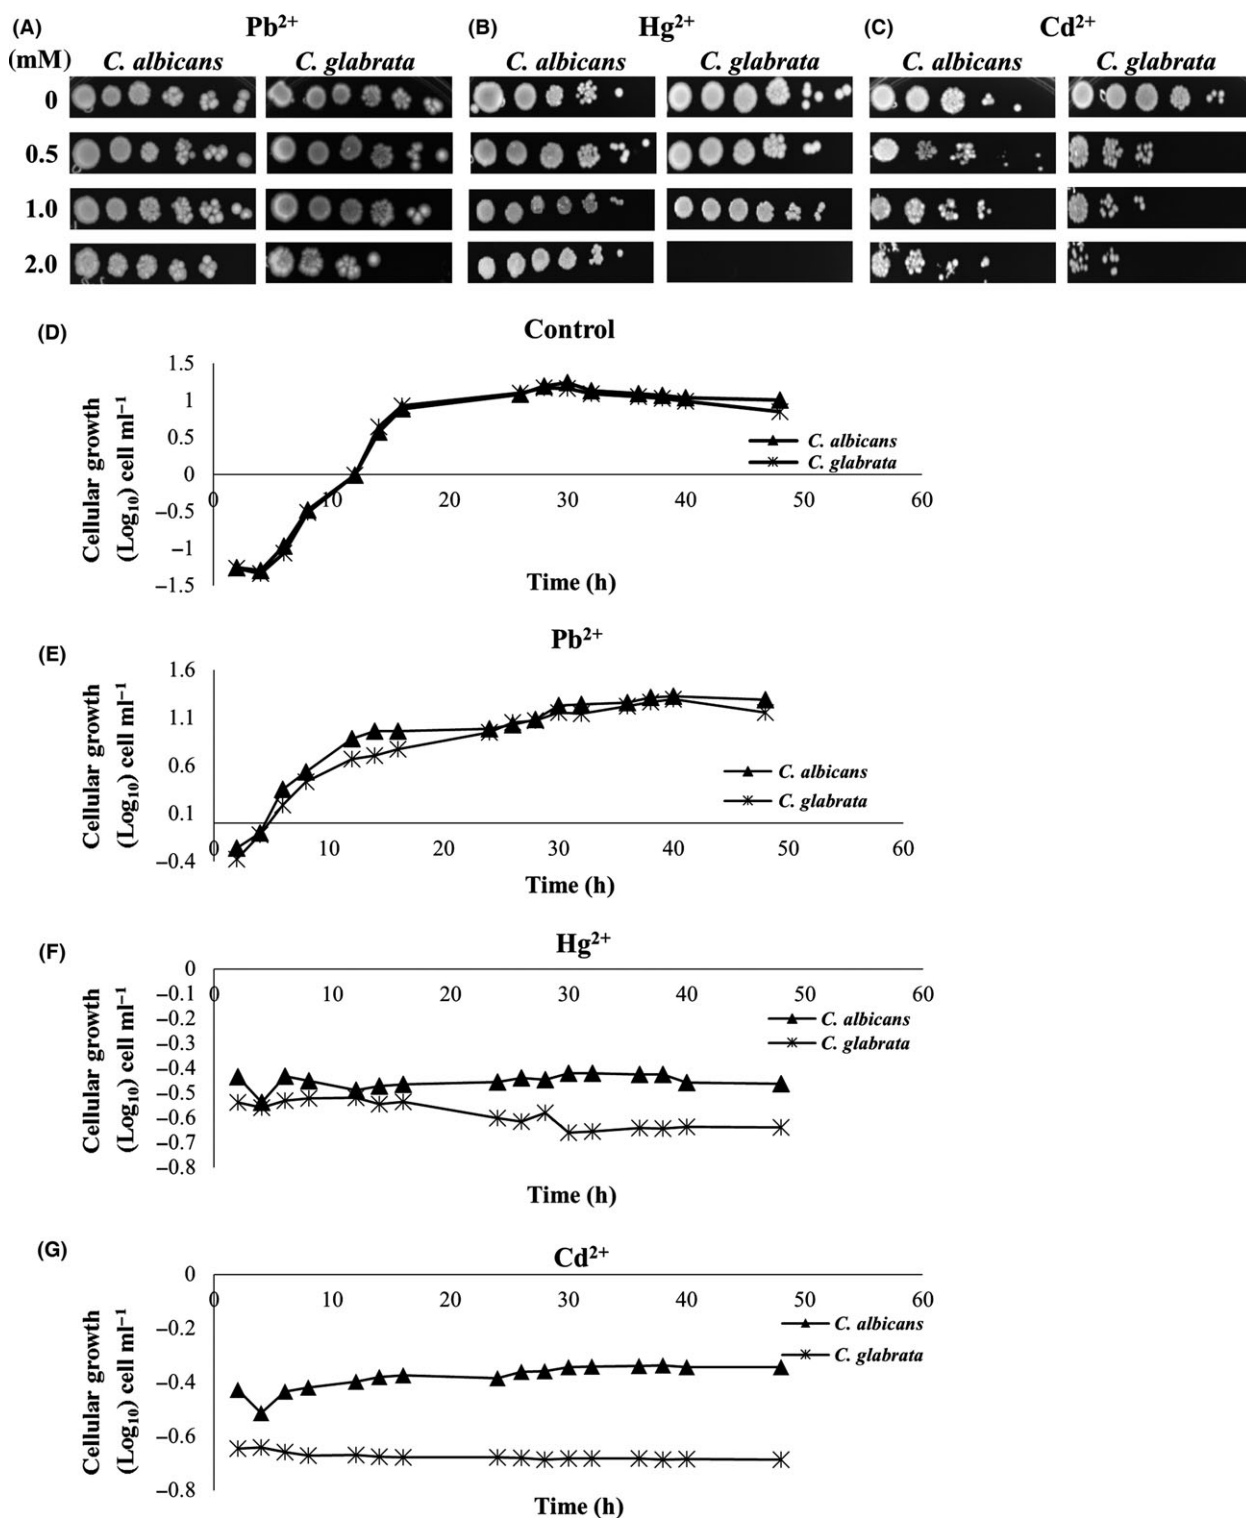 (A) Pb²⁺ (B) Hg²⁺ (C) Cd²⁺
(mM) C. albicans C. glabrata C. albicans C. glabrata C. albicans C. glabrata
0
0.5
1.0
2.0
(D) Control
1.5
1
0.5
0
−0.5
−1
−1.5
0 10 20 30 40 50 60
Cellular growth
(Log₁₀) cell ml⁻¹
C. albicans
C. glabrata
Time (h)
(E) Pb²⁺
1.6
1.1
0.6
0.1
−0.4
0 10 20 30 40 50 60
Cellular growth
(Log₁₀) cell ml⁻¹
C. albicans
C. glabrata
Time (h)
(F) Hg²⁺
0
−0.1
−0.2
−0.3
−0.4
−0.5
−0.6
−0.7
−0.8
0 10 20 30 40 50 60
Cellular growth
(Log₁₀) cell ml⁻¹
C. albicans
C. glabrata
Time (h)
(G) Cd²⁺
0
−0.2
−0.4
−0.6
−0.8
0 10 20 30 40 50 60
Cellular growth
(Log₁₀) cell ml⁻¹
C. albicans
C. glabrata
Time (h)